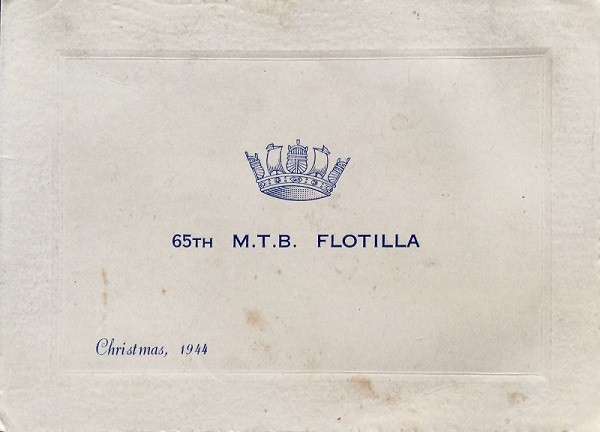 65TH M.T.B. FLOTILLA
Christmas, 1944